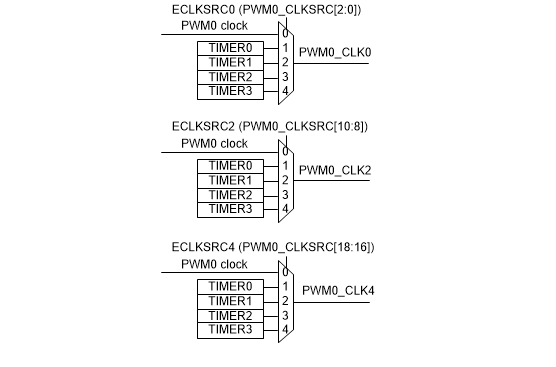 ECLKSRC0 (PWM0_CLKSRC[2:0])
PWM0 clock
0
TIMER0 1
PWM0_CLK0
TIMER1 2
TIMER2 3
TIMER3 4
ECLKSRC2 (PWM0_CLKSRC[10:8])
PWM0 clock
0
TIMER0 1
PWM0_CLK2
TIMER1 2
TIMER2 3
TIMER3 4
ECLKSRC4 (PWM0_CLKSRC[18:16])
PWM0 clock
0
TIMER0 1
PWM0_CLK4
TIMER1 2
TIMER2 3
TIMER3 4